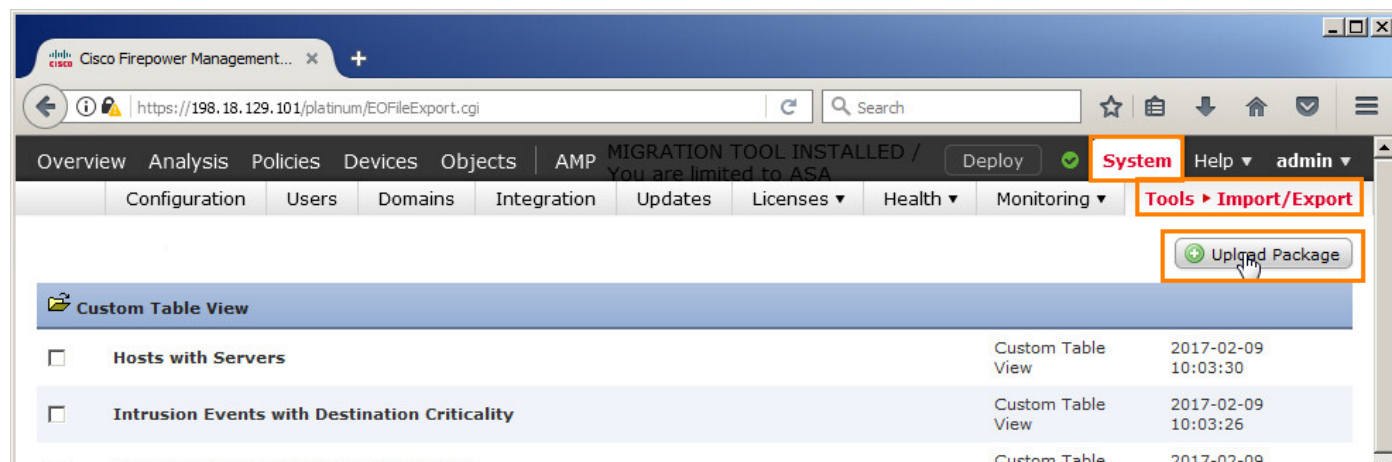 cisco Cisco Firepower Management... ×
https://198.18.129.101/platinum/EOFileExport.cgi
Search
Overview Analysis Policies Devices Objects AMP
MIGRATION TOOL INSTALLED /
You are limited to ASA
Deploy System Help ▾ admin ▾
Configuration Users Domains Integration Updates Licenses ▾ Health ▾ Monitoring ▾ Tools ▸ Import/Export
Upload Package
Custom Table View
Hosts with Servers
Custom Table
View
2017-02-09
10:03:30
Intrusion Events with Destination Criticality
Custom Table
View
2017-02-09
10:03:26
Custom Table
2017-02-09